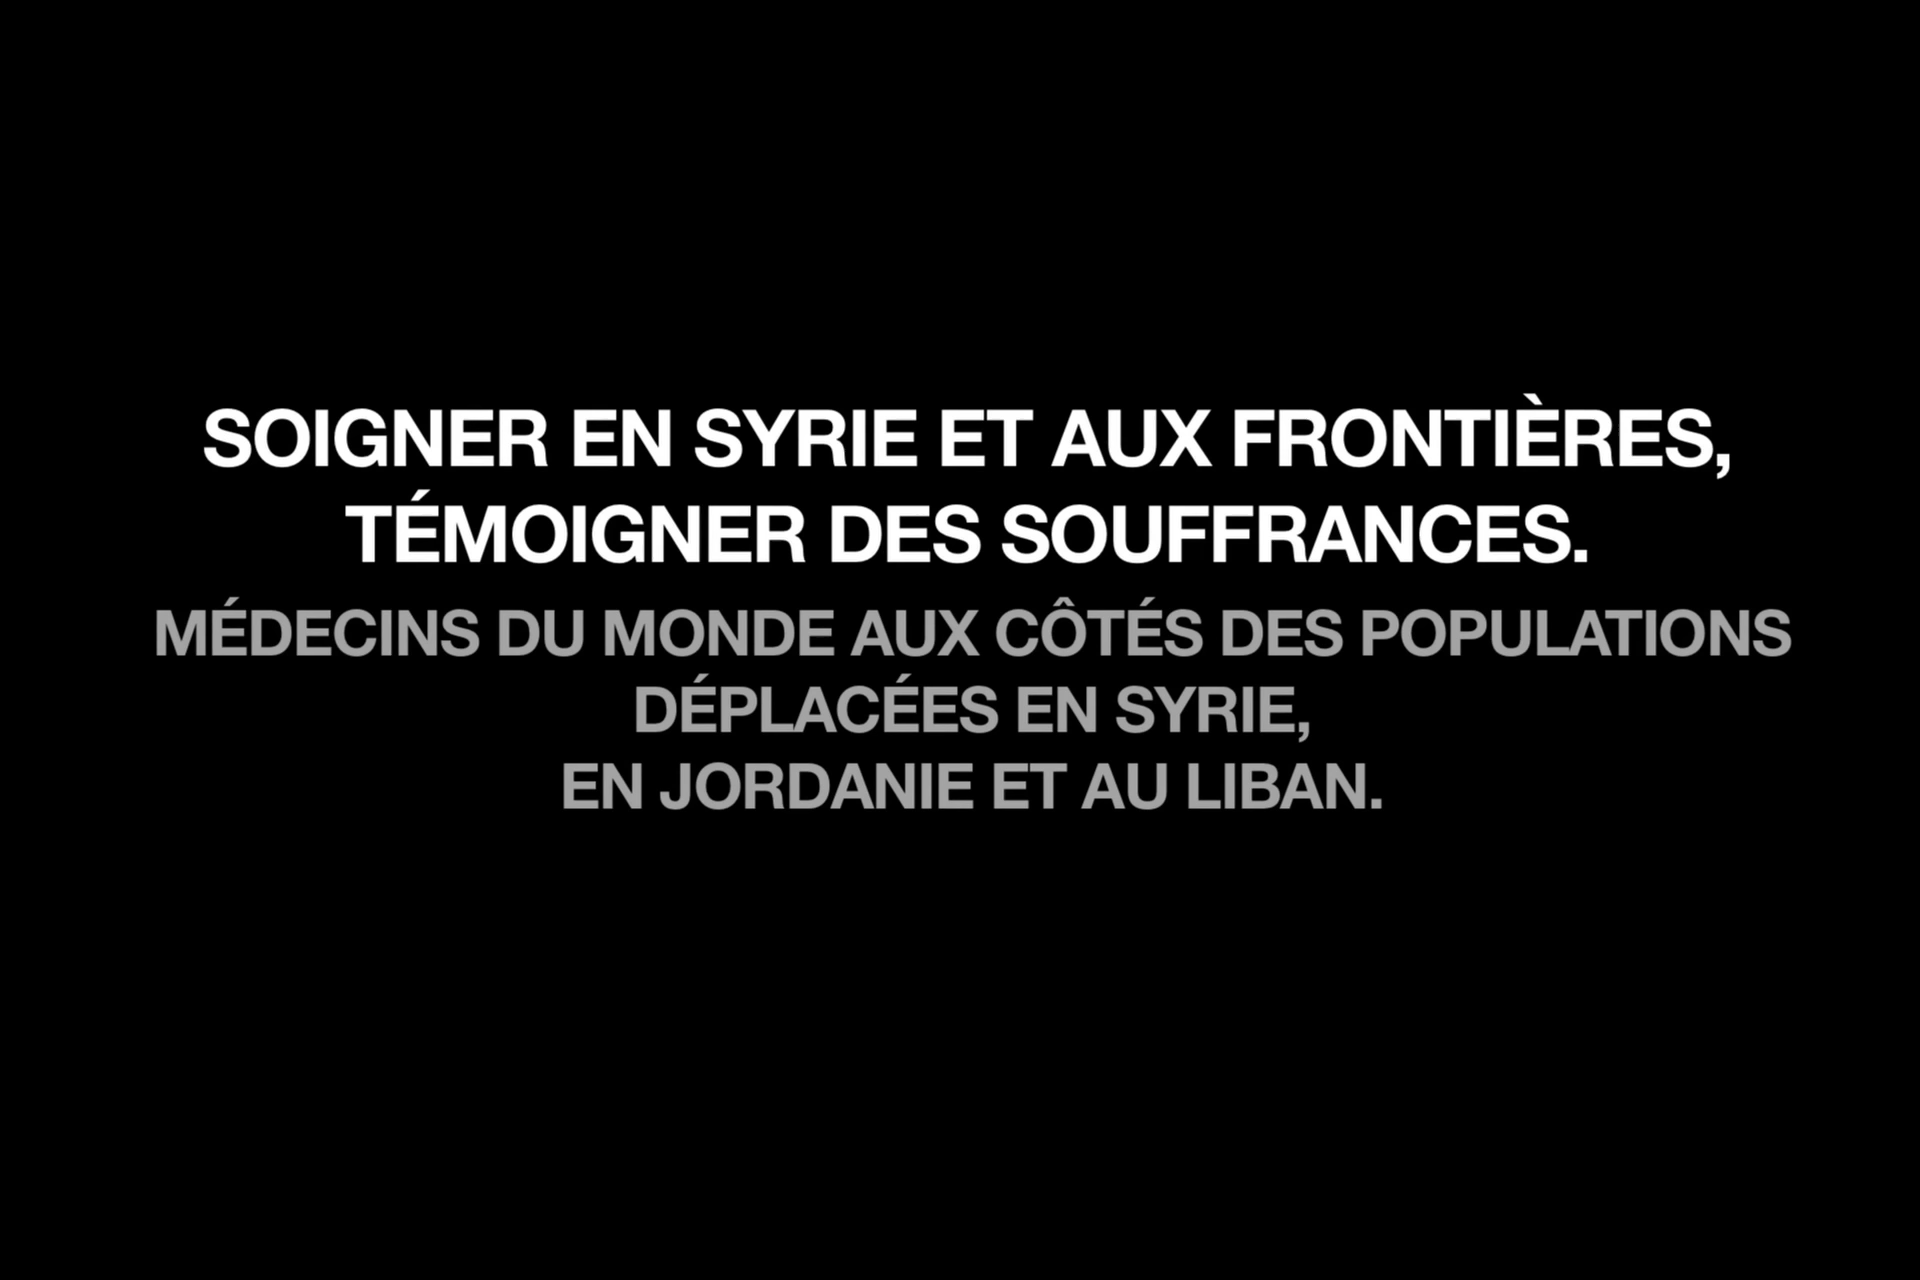 SOIGNER EN SYRIE ET AUX FRONTIÈRES,
TÉMOIGNER DES SOUFFRANCES.
MÉDECINS DU MONDE AUX CÔTÉS DES POPULATIONS
DÉPLACÉES EN SYRIE,
EN JORDANIE ET AU LIBAN.